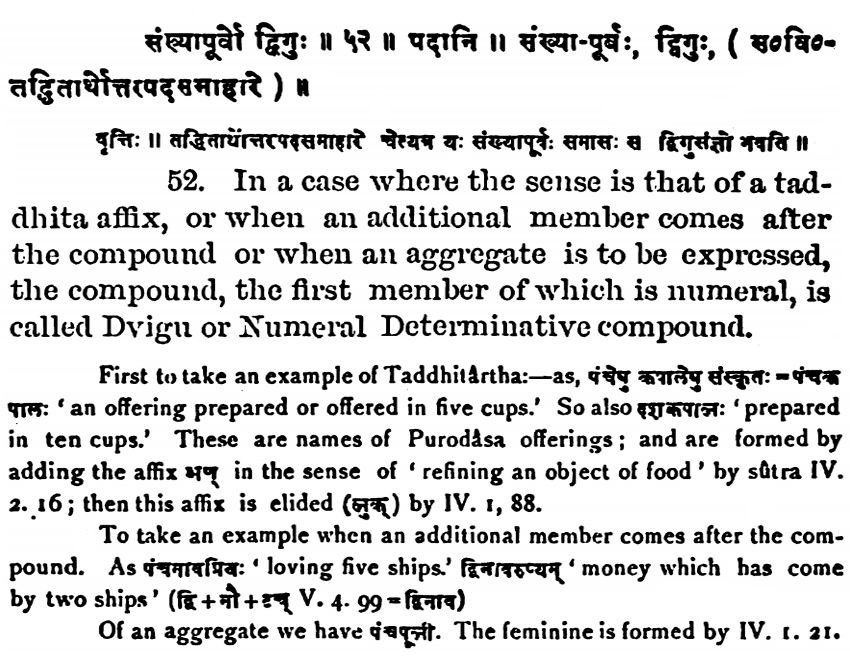 संख्यापूर्वो द्विगुः ॥ ५२ ॥ पदानि ॥ संख्या-पूर्वः, द्विगुः, ( स०वि०-
तद्धितार्थोत्तरपदसमाहारे ) ॥
वृत्तिः ॥ तद्धितार्थोत्तरपदसमाहारे चेत्यत्र यः संख्यापूर्वः समासः स द्विगुसंज्ञो भवति ॥
52. In a case where the sense is that of a tad-
dhita affix, or when an additional member comes after
the compound or when an aggregate is to be expressed,
the compound, the first member of which is numeral, is
called Dvigu or Numeral Determinative compound.
First to take an example of Taddhitârtha:—as, पंचेषु कपालेषु संस्कृतः = पंचक
पालः 'an offering prepared or offered in five cups.' So also दशकपालः 'prepared
in ten cups.' These are names of Purodâsa offerings; and are formed by
adding the affix भण् in the sense of 'refining an object of food' by sûtra IV.
2. 16; then this affix is elided (लुक्) by IV. 1, 88.
To take an example when an additional member comes after the com-
pound. As पंचनावप्रियः 'loving five ships.' द्विनावरुप्यम् 'money which has come
by two ships' (द्वि + नो + टच् V. 4. 99 = द्विनाव)
Of an aggregate we have पंचपूली. The feminine is formed by IV. 1. 21.